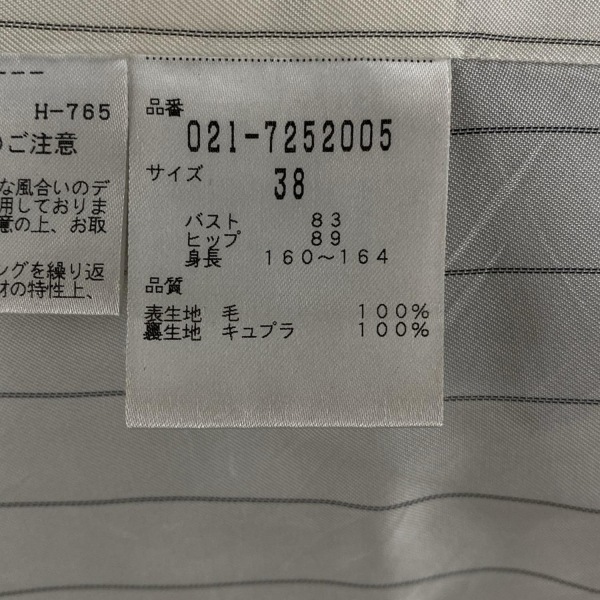 H-765
のご注意
な風合いのデ
用しておりま
意の上、お取
ングを繰り返
材の特性上、
品番
021-7252005
サイズ
38
バスト 83
ヒップ 89
身長 160〜164
品質
表生地 毛 100%
裏生地 キュプラ 100%